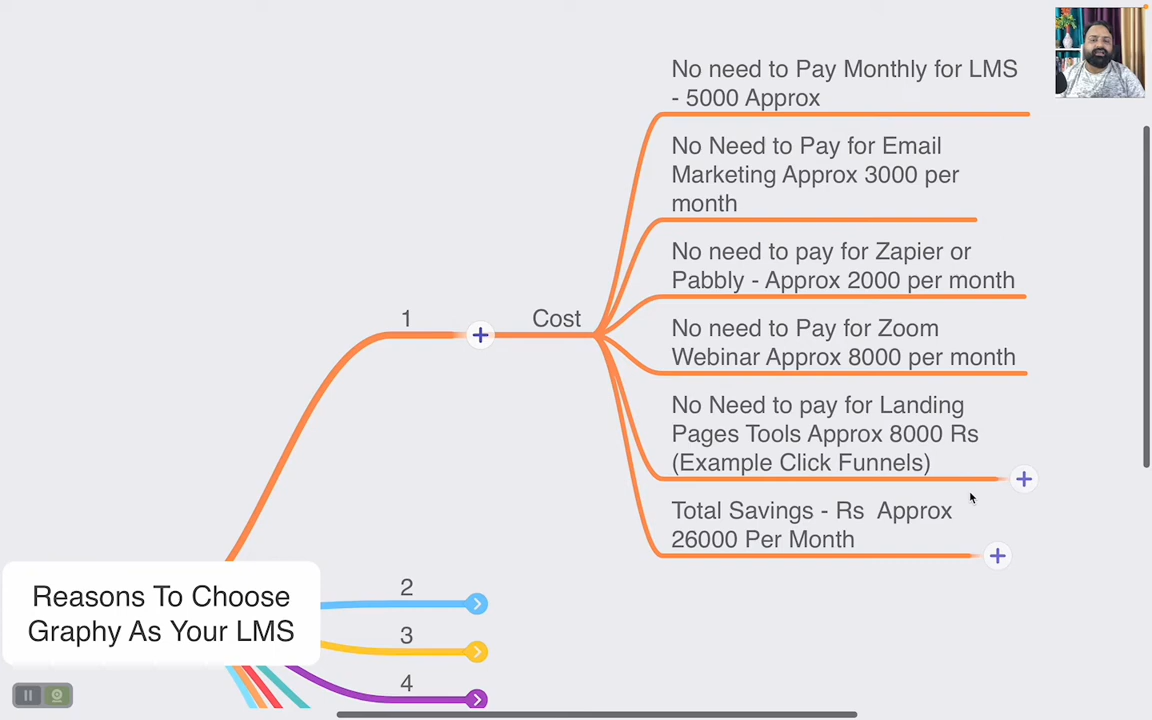 No need to Pay Monthly for LMS
- 5000 Approx
No Need to Pay for Email
Marketing Approx 3000 per
month
No need to pay for Zapier or
Pabbly - Approx 2000 per month
1
Cost
No need to Pay for Zoom
Webinar Approx 8000 per month
No Need to pay for Landing
Pages Tools Approx 8000 Rs
(Example Click Funnels)
Total Savings - Rs  Approx
26000 Per Month
Reasons To Choose
Graphy As Your LMS
2
3
4